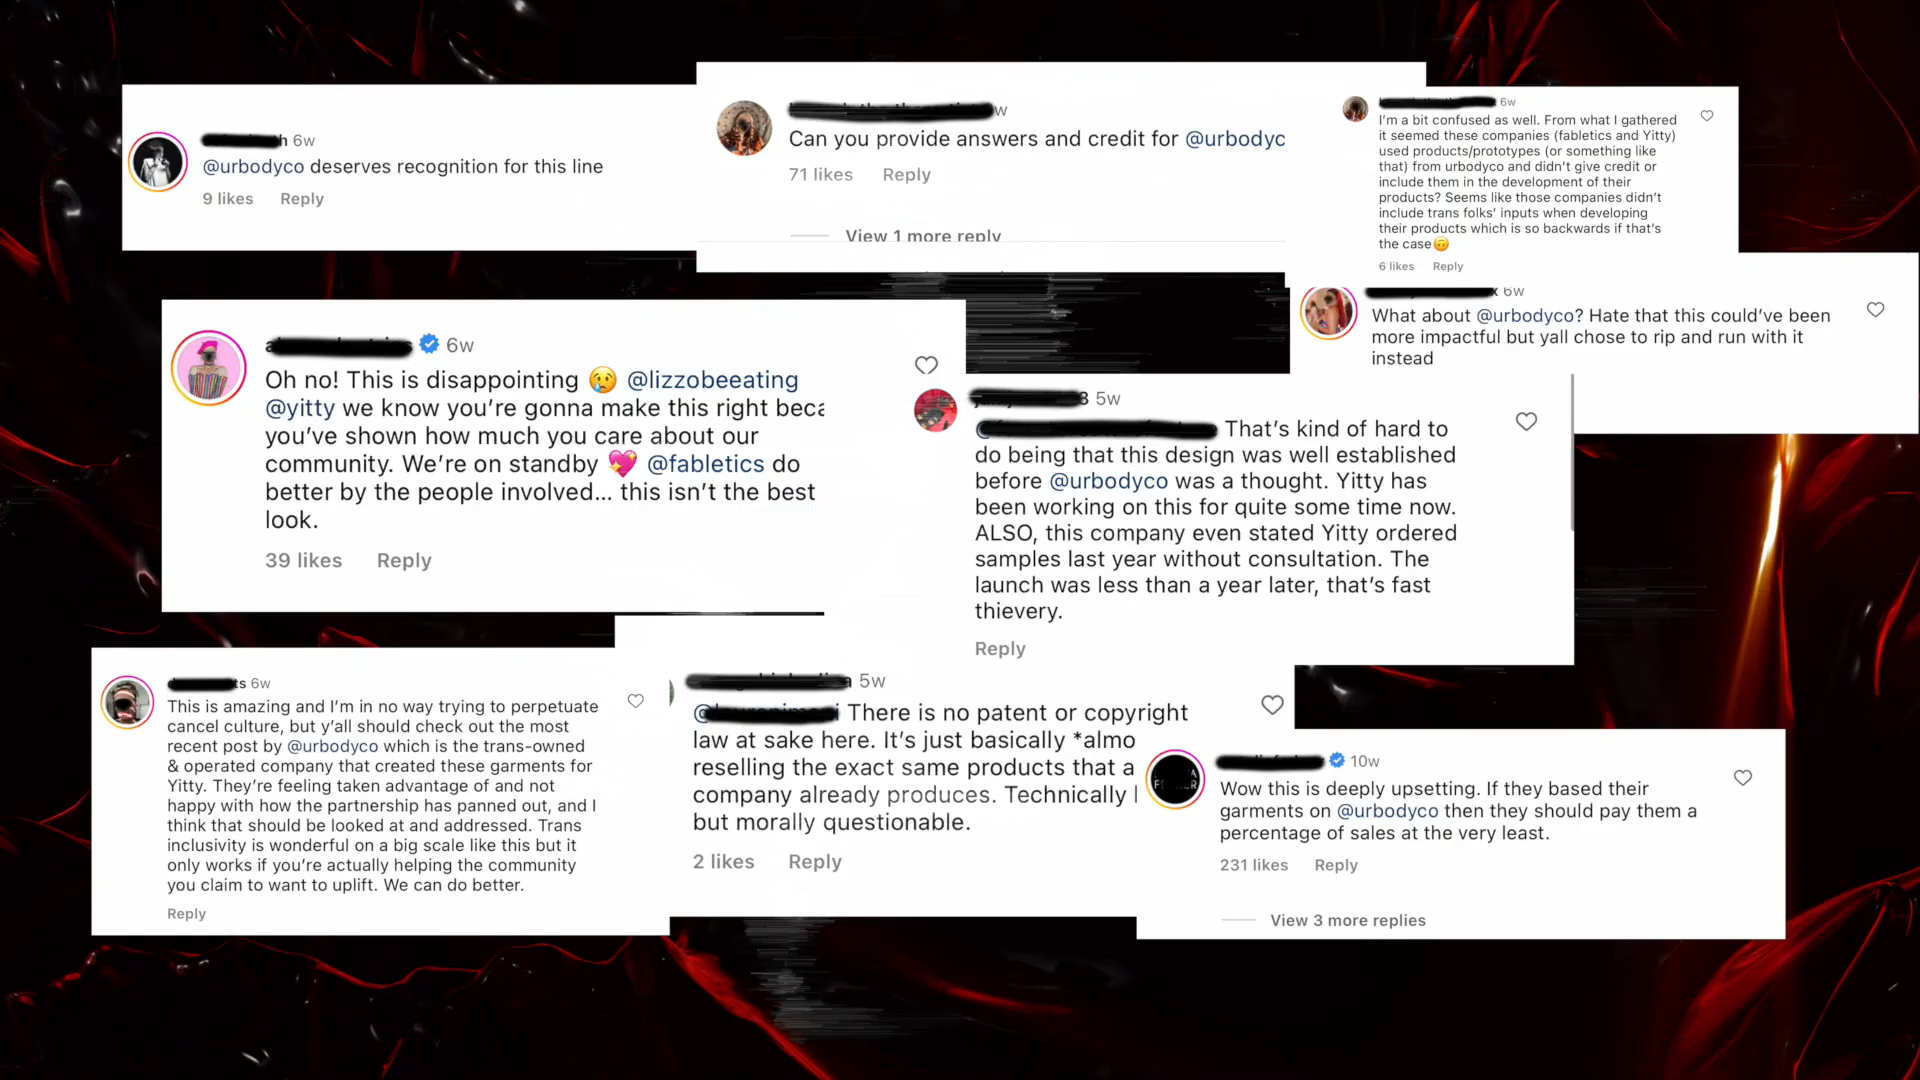 6w
@urbodyco deserves recognition for this line
9 likes Reply
Can you provide answers and credit for @urbodyc
71 likes Reply
View 1 more reply
6w
I'm a bit confused as well. From what I gathered
it seemed these companies (fabletics and Yitty)
used products/prototypes (or something like
that) from urbodyco and didn't give credit or
include them in the development of their
products? Seems like those companies didn't
include trans folks' inputs when developing
their products which is so backwards if that's
the case🙃
6 likes Reply
6w
What about @urbodyco? Hate that this could've been
more impactful but yall chose to rip and run with it
instead
6w
Oh no! This is disappointing 😢 @lizzobeeating
@yitty we know you're gonna make this right beca
you've shown how much you care about our
community. We're on standby 💖 @fabletics do
better by the people involved... this isn't the best
look.
39 likes Reply
5w
That's kind of hard to
do being that this design was well established
before @urbodyco was a thought. Yitty has
been working on this for quite some time now.
ALSO, this company even stated Yitty ordered
samples last year without consultation. The
launch was less than a year later, that's fast
thievery.
Reply
6w
This is amazing and I'm in no way trying to perpetuate
cancel culture, but y'all should check out the most
recent post by @urbodyco which is the trans-owned
& operated company that created these garments for
Yitty. They're feeling taken advantage of and not
happy with how the partnership has panned out, and I
think that should be looked at and addressed. Trans
inclusivity is wonderful on a big scale like this but it
only works if you're actually helping the community
you claim to want to uplift. We can do better.
Reply
5w
There is no patent or copyright
law at sake here. It's just basically *almo
reselling the exact same products that a
company already produces. Technically
but morally questionable.
2 likes Reply
10w
Wow this is deeply upsetting. If they based their
garments on @urbodyco then they should pay them a
percentage of sales at the very least.
231 likes Reply
View 3 more replies